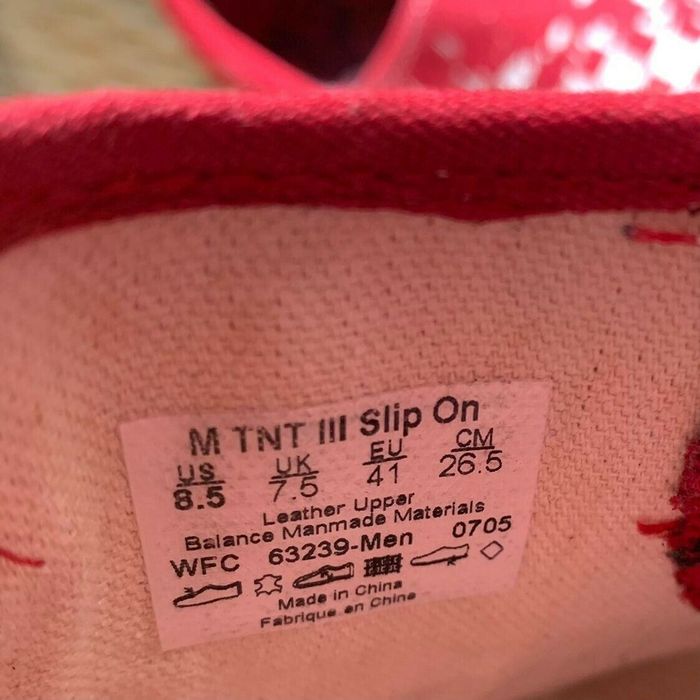 M TNT III Slip On
US UK EU CM
8.5 7.5 41 26.5
Leather Upper
Balance Manmade Materials
WFC 63239-Men 0705
Made in China
Fabrique en Chine